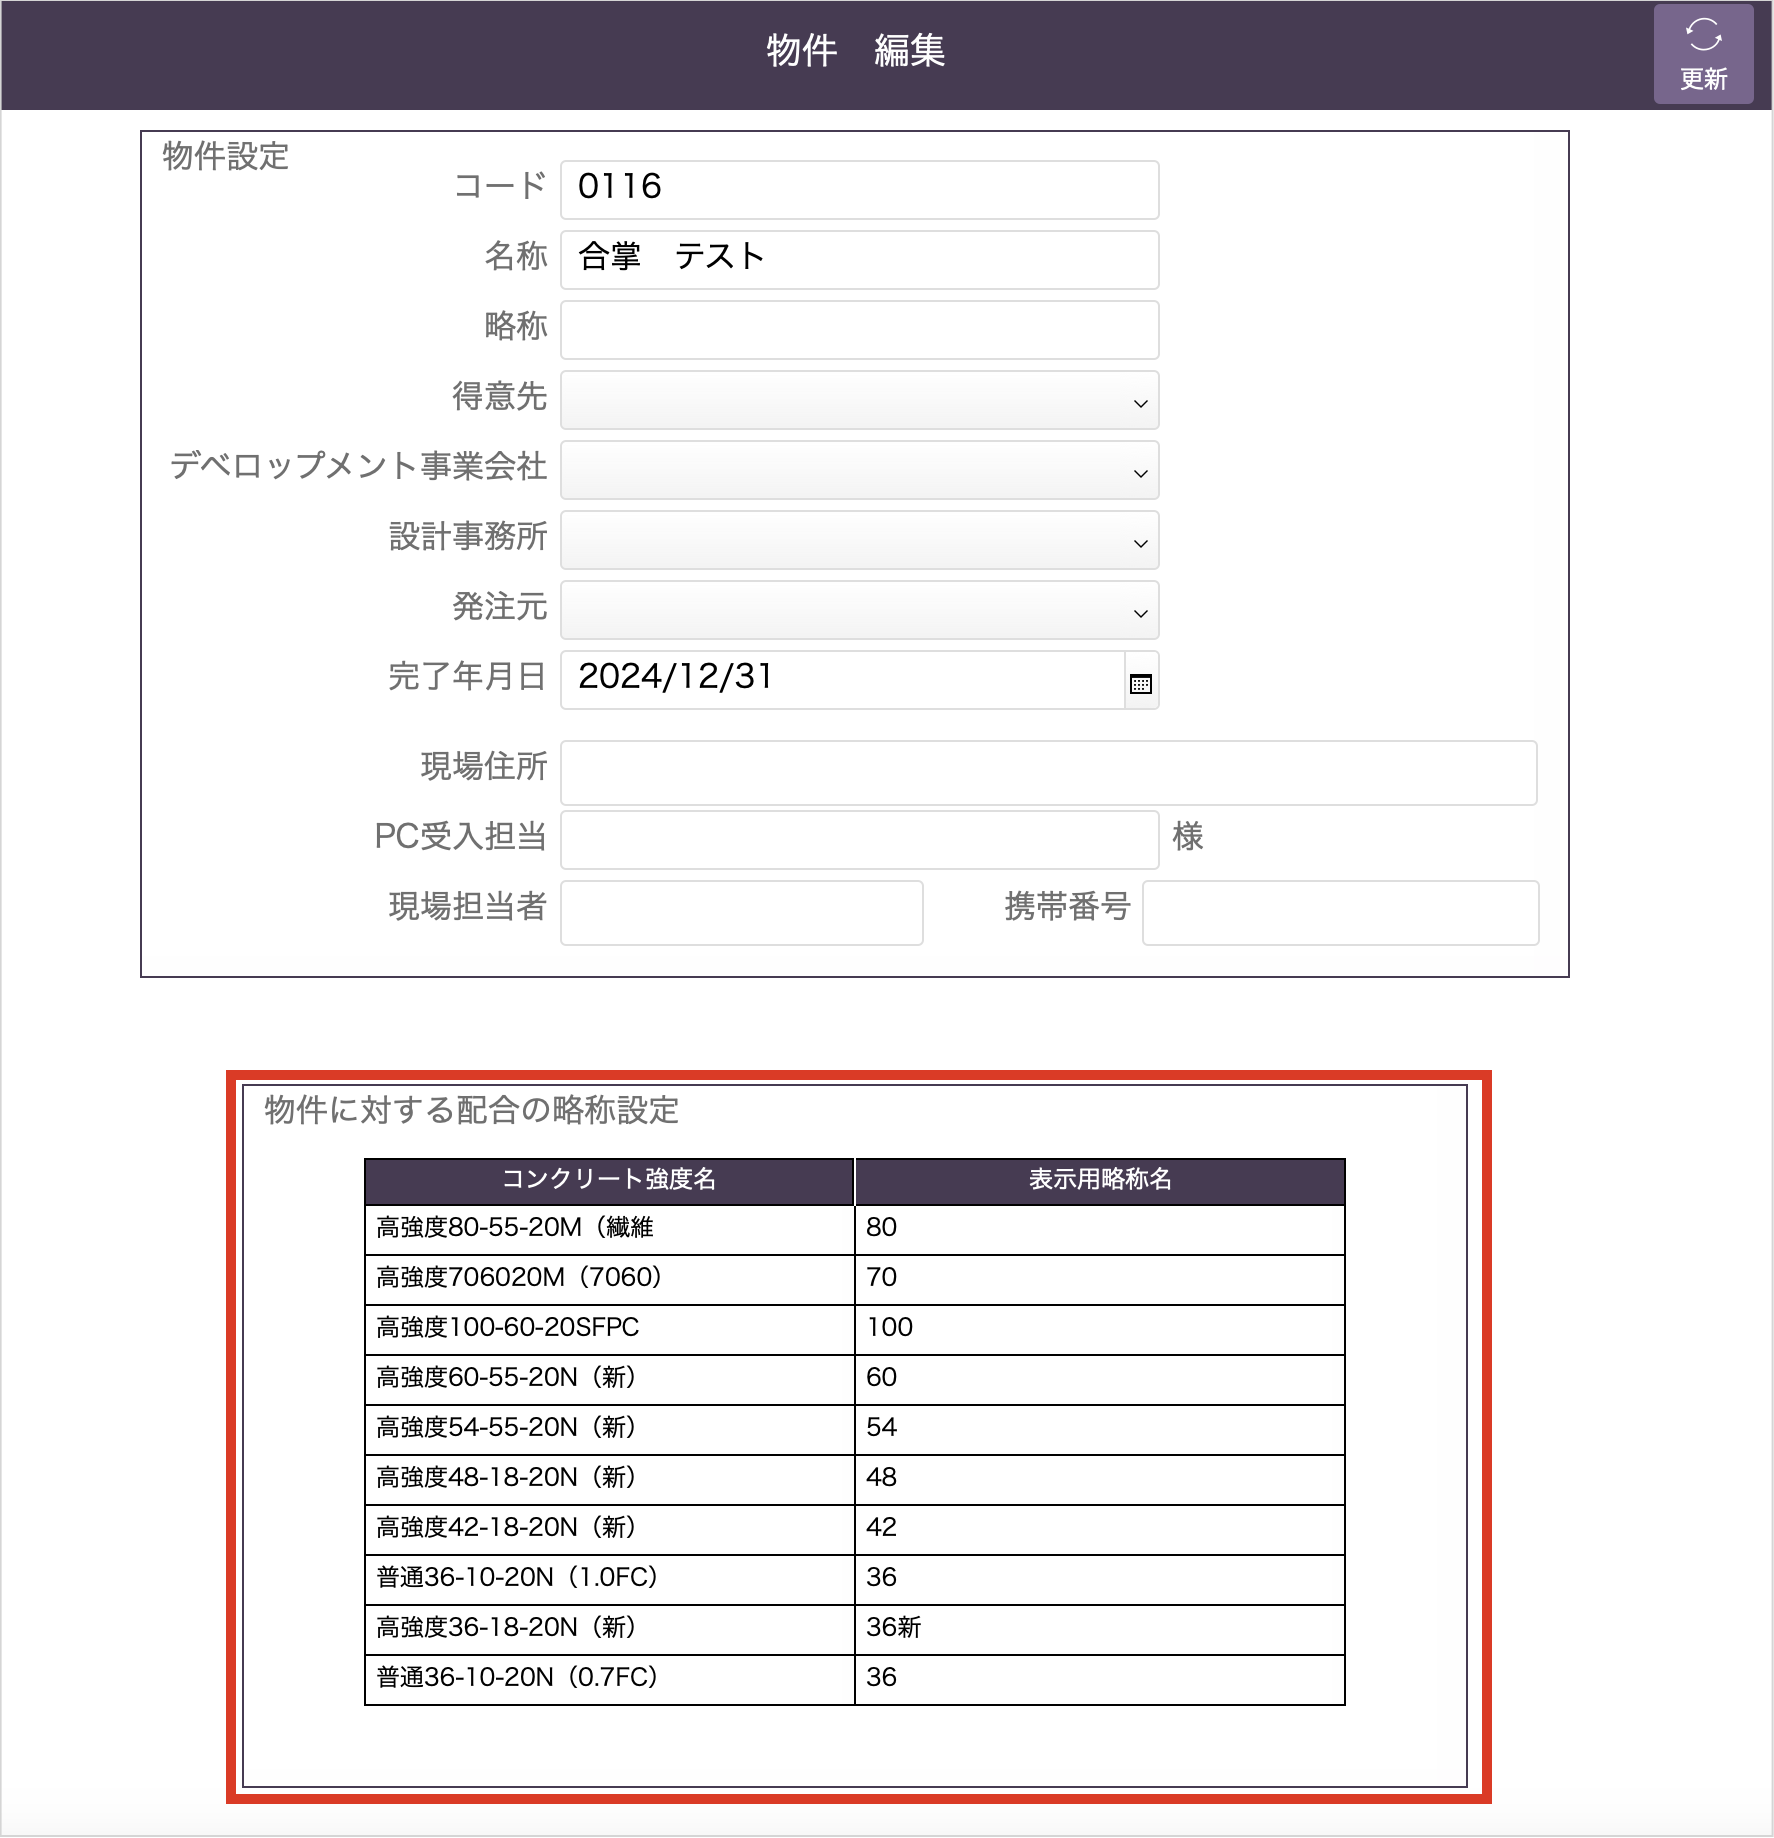 物件　編集
更新
物件設定
コード 0116
名称 合掌　テスト
略称
得意先
デベロップメント事業会社
設計事務所
発注元
完了年月日 2024/12/31
現場住所
PC受入担当 様
現場担当者 携帯番号
物件に対する配合の略称設定
コンクリート強度名 表示用略称名
高強度80-55-20M（繊維 80
高強度706020M（7060） 70
高強度100-60-20SFPC 100
高強度60-55-20N（新） 60
高強度54-55-20N（新） 54
高強度48-18-20N（新） 48
高強度42-18-20N（新） 42
普通36-10-20N（1.0FC） 36
高強度36-18-20N（新） 36新
普通36-10-20N（0.7FC） 36